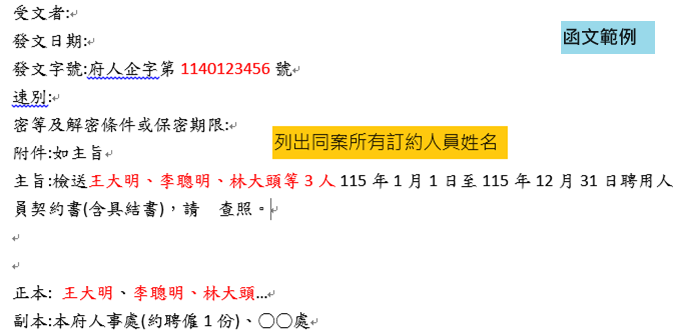 受文者:
函文範例
發文日期:
發文字號:府人企字第 1140123456 號
速別:
密等及解密條件或保密期限:
列出同案所有訂約人員姓名
附件:如主旨
主旨:檢送王大明、李聰明、林大頭等 3 人 115 年 1 月 1 日至 115 年 12 月 31 日聘用人
員契約書(含具結書)，請　查照。
正本: 王大明、李聰明、林大頭...
副本:本府人事處(約聘僱 1 份)、〇〇處